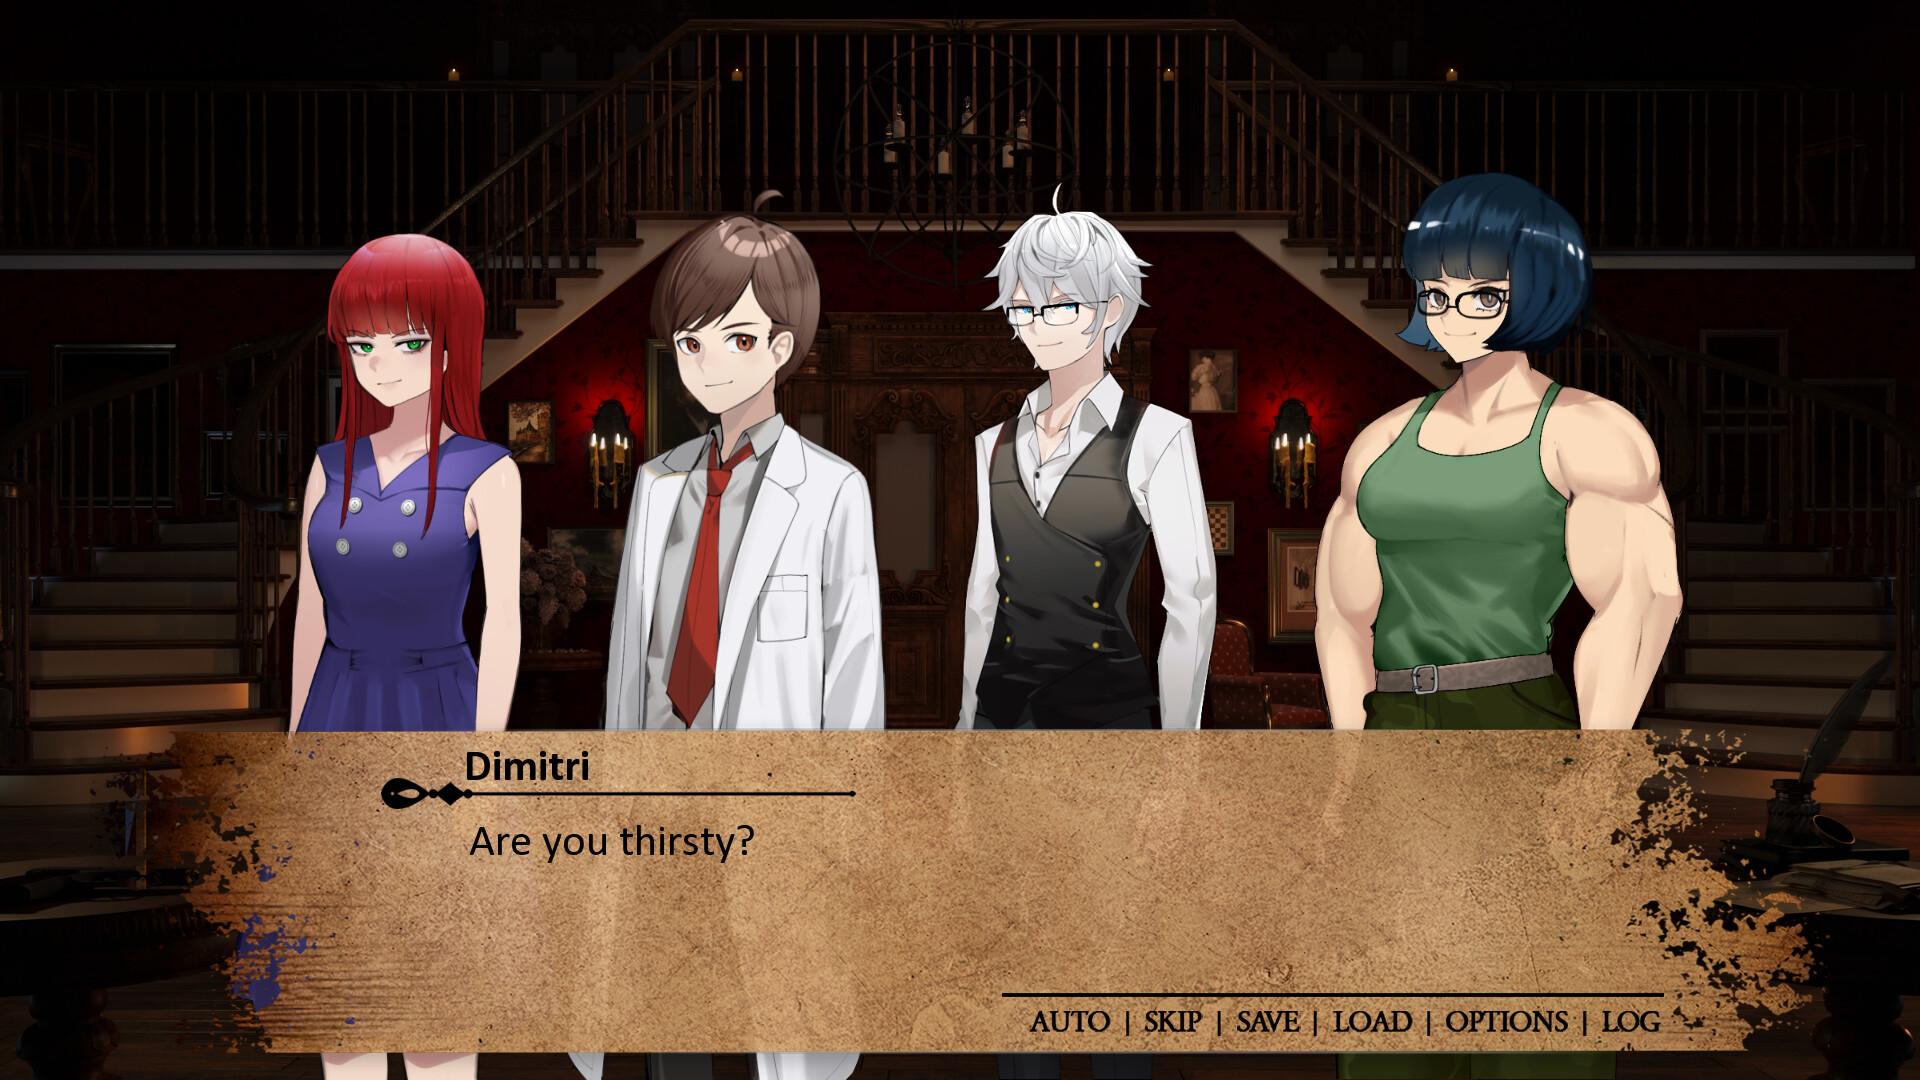 Dimitri
Are you thirsty?
AUTO | SKIP | SAVE | LOAD | OPTIONS | LOG